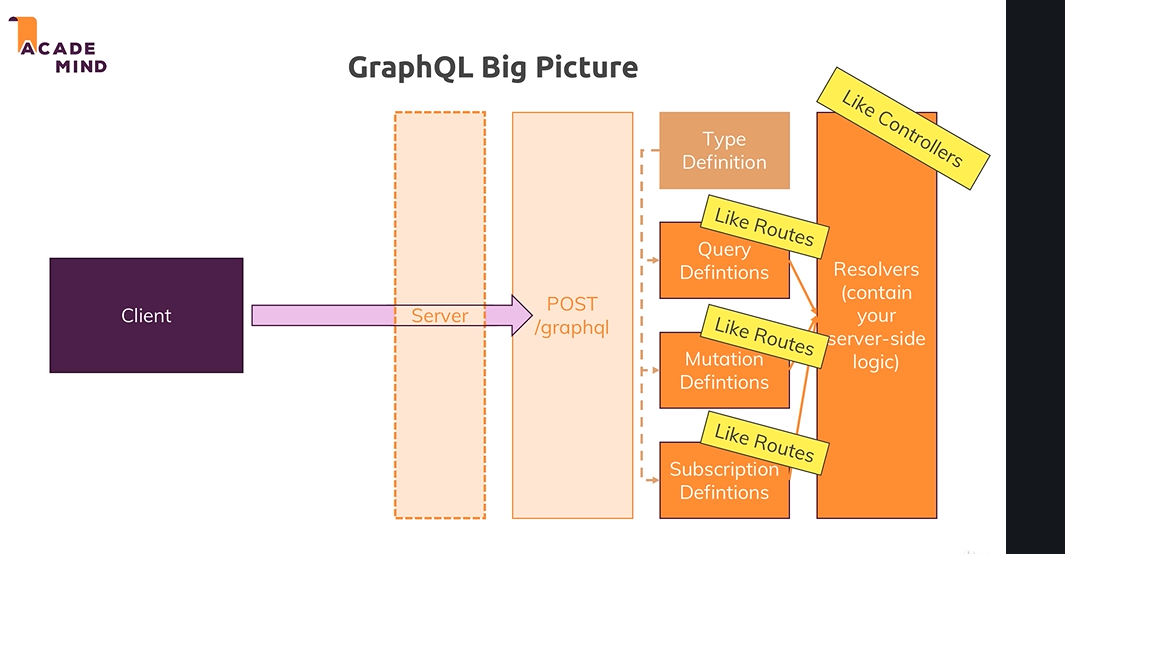 ACADE
MIND
GraphQL Big Picture
Client
Server
POST
/graphql
Type
Definition
Like Routes
Query
Defintions
Like Routes
Mutation
Defintions
Like Routes
Subscription
Defintions
Like Controllers
Resolvers
(contain
your
server-side
logic)